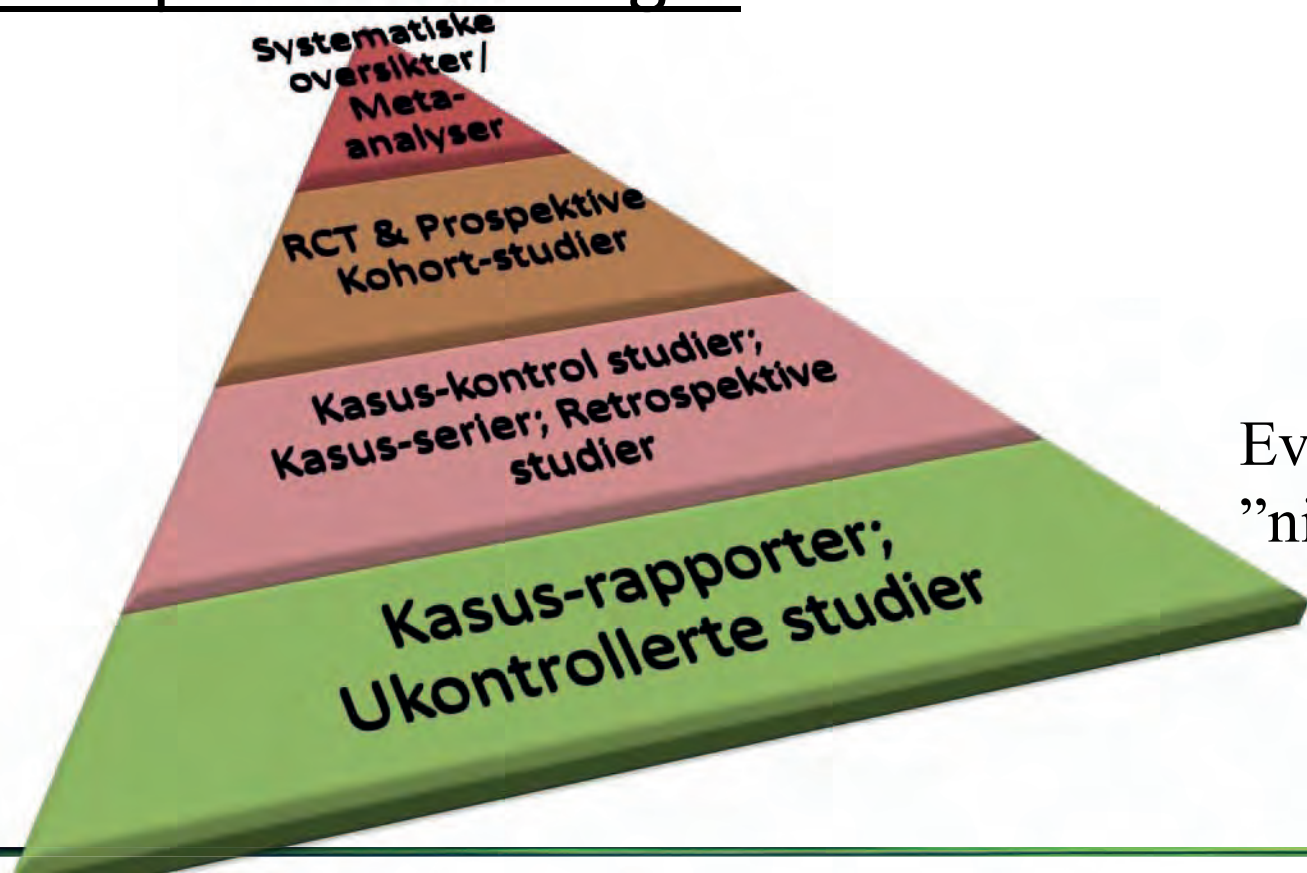 Systematiske
oversikter/
Meta-
analyser
RCT & Prospektive
Kohort-studier
Kasus-kontrol studier;
Kasus-serier; Retrospektive
studier
Kasus-rapporter;
Ukontrollerte studier